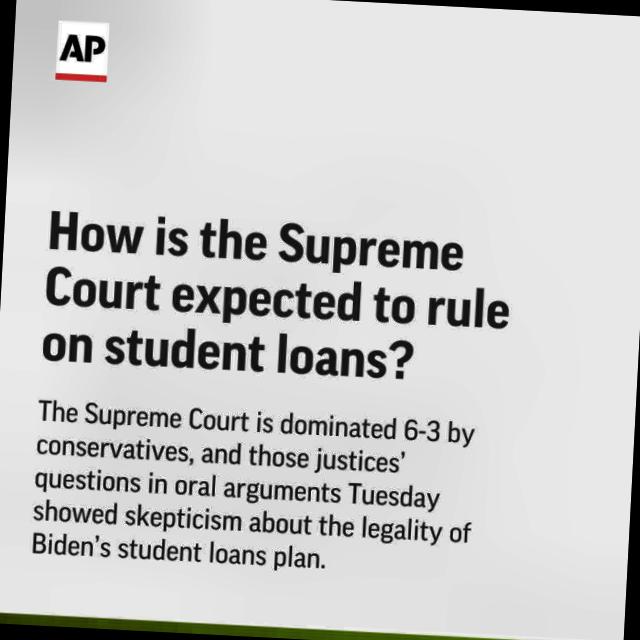 AP
How is the Supreme
Court expected to rule
on student loans?
The Supreme Court is dominated 6-3 by
conservatives, and those justices'
questions in oral arguments Tuesday
showed skepticism about the legality of
Biden's student loans plan.